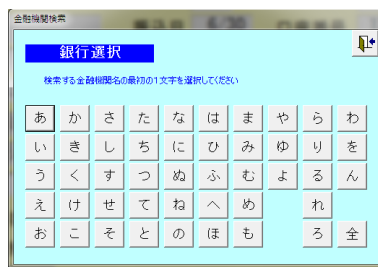 金融機関検索
銀行選択
検索する金融機関名の最初の1文字を選択してください
あ か さ た な は ま や ら わ
い き し ち に ひ み ゆ り を
う く す つ ぬ ふ む よ る ん
え け せ て ね へ め れ
お こ そ と の ほ も ろ 全